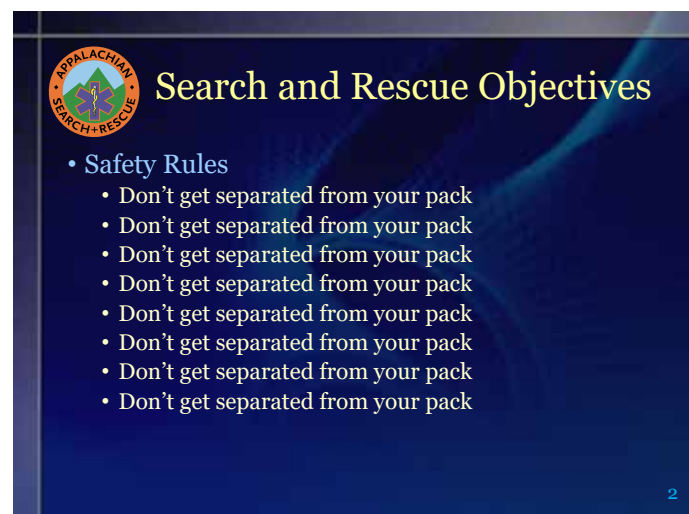 APPALACHIAN
SEARCH+RESCUE
Search and Rescue Objectives
• Safety Rules
• Don’t get separated from your pack
• Don’t get separated from your pack
• Don’t get separated from your pack
• Don’t get separated from your pack
• Don’t get separated from your pack
• Don’t get separated from your pack
• Don’t get separated from your pack
• Don’t get separated from your pack
2